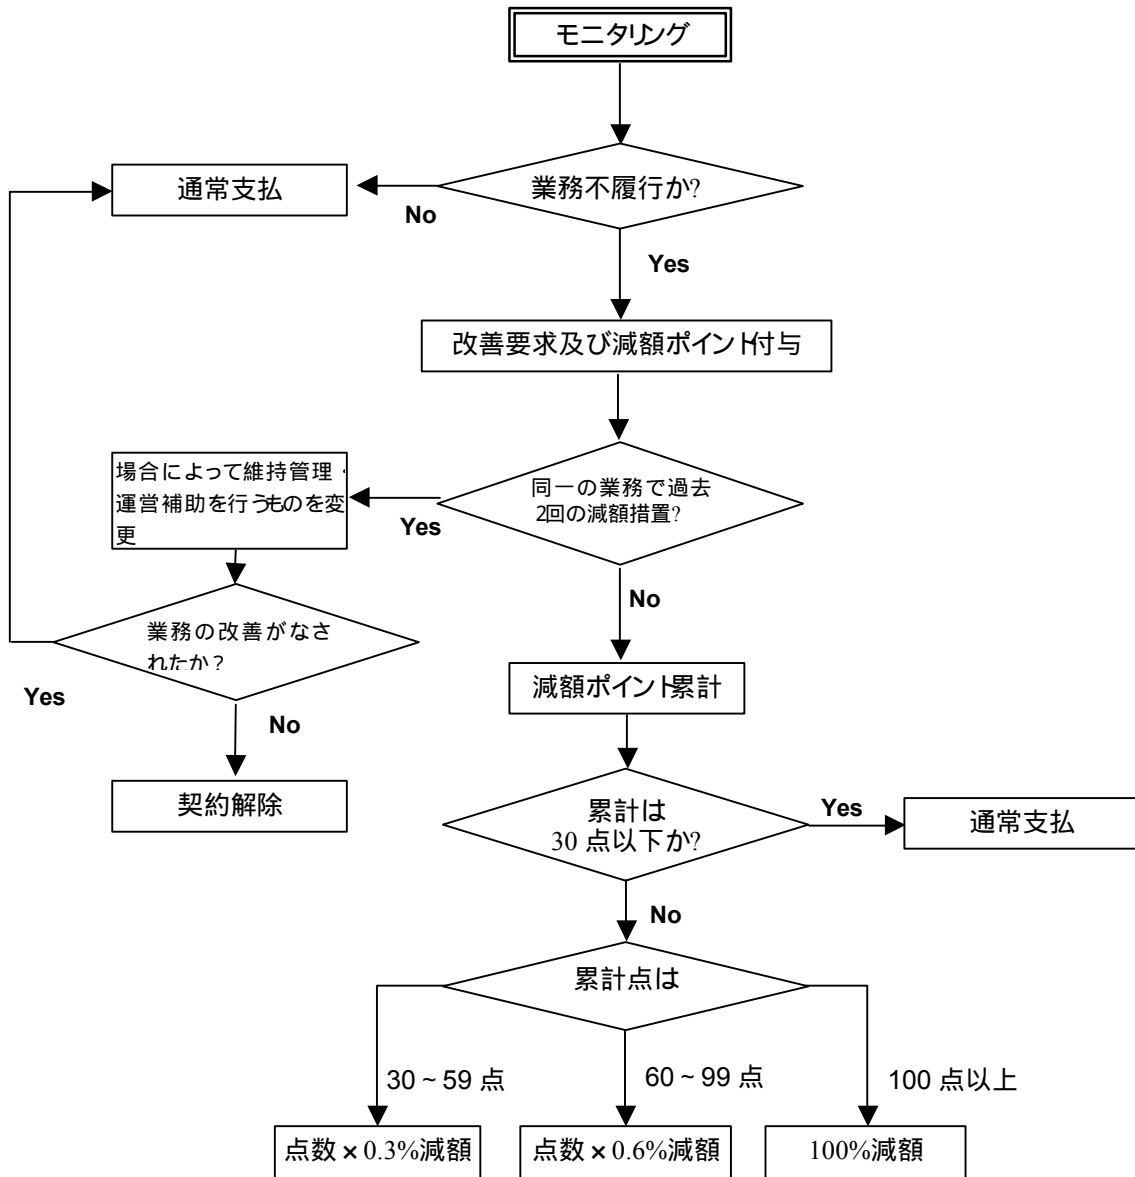 モニタリング
業務不履行か?
通常支払
No
Yes
改善要求及び減額ポイント付与
同一の業務で過去
2回の減額措置?
場合によって維持管理・
運営補助を行うものを変
更
Yes
No
業務の改善がなさ
れたか?
Yes
No
契約解除
減額ポイント累計
累計は
30 点以下か?
Yes
通常支払
No
累計点は
30 ~ 59 点
60 ~ 99 点
100 点以上
点数 × 0.3%減額
点数 × 0.6%減額
100%減額